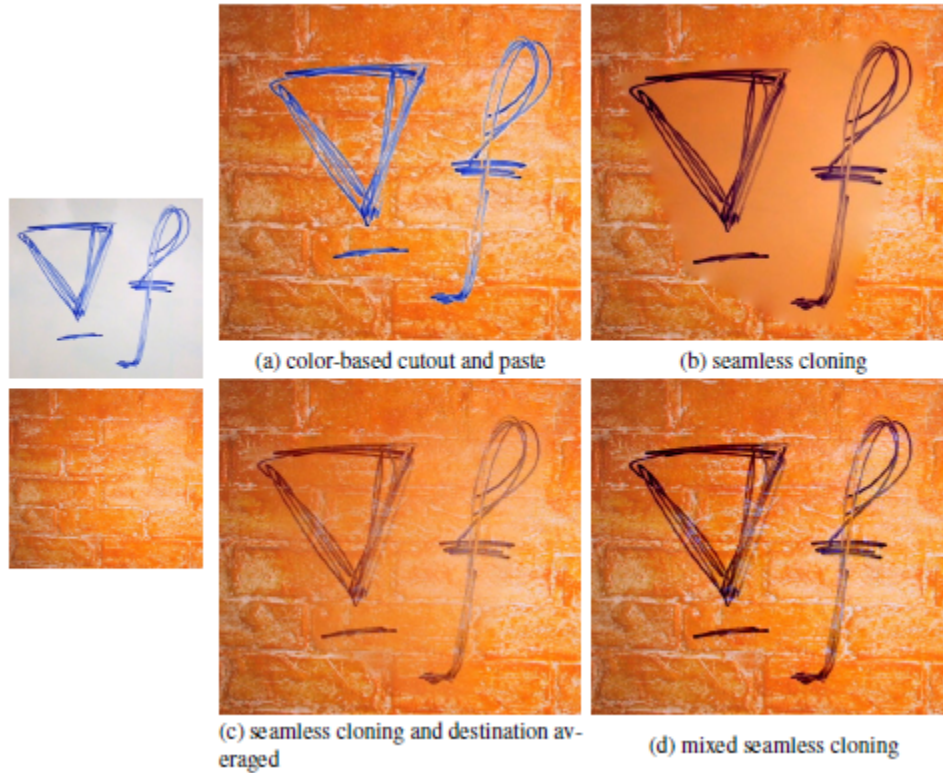 ∇f
∇f
∇f
(a) color-based cutout and paste
(b) seamless cloning
∇f
∇f
(c) seamless cloning and destination av-
eraged
(d) mixed seamless cloning